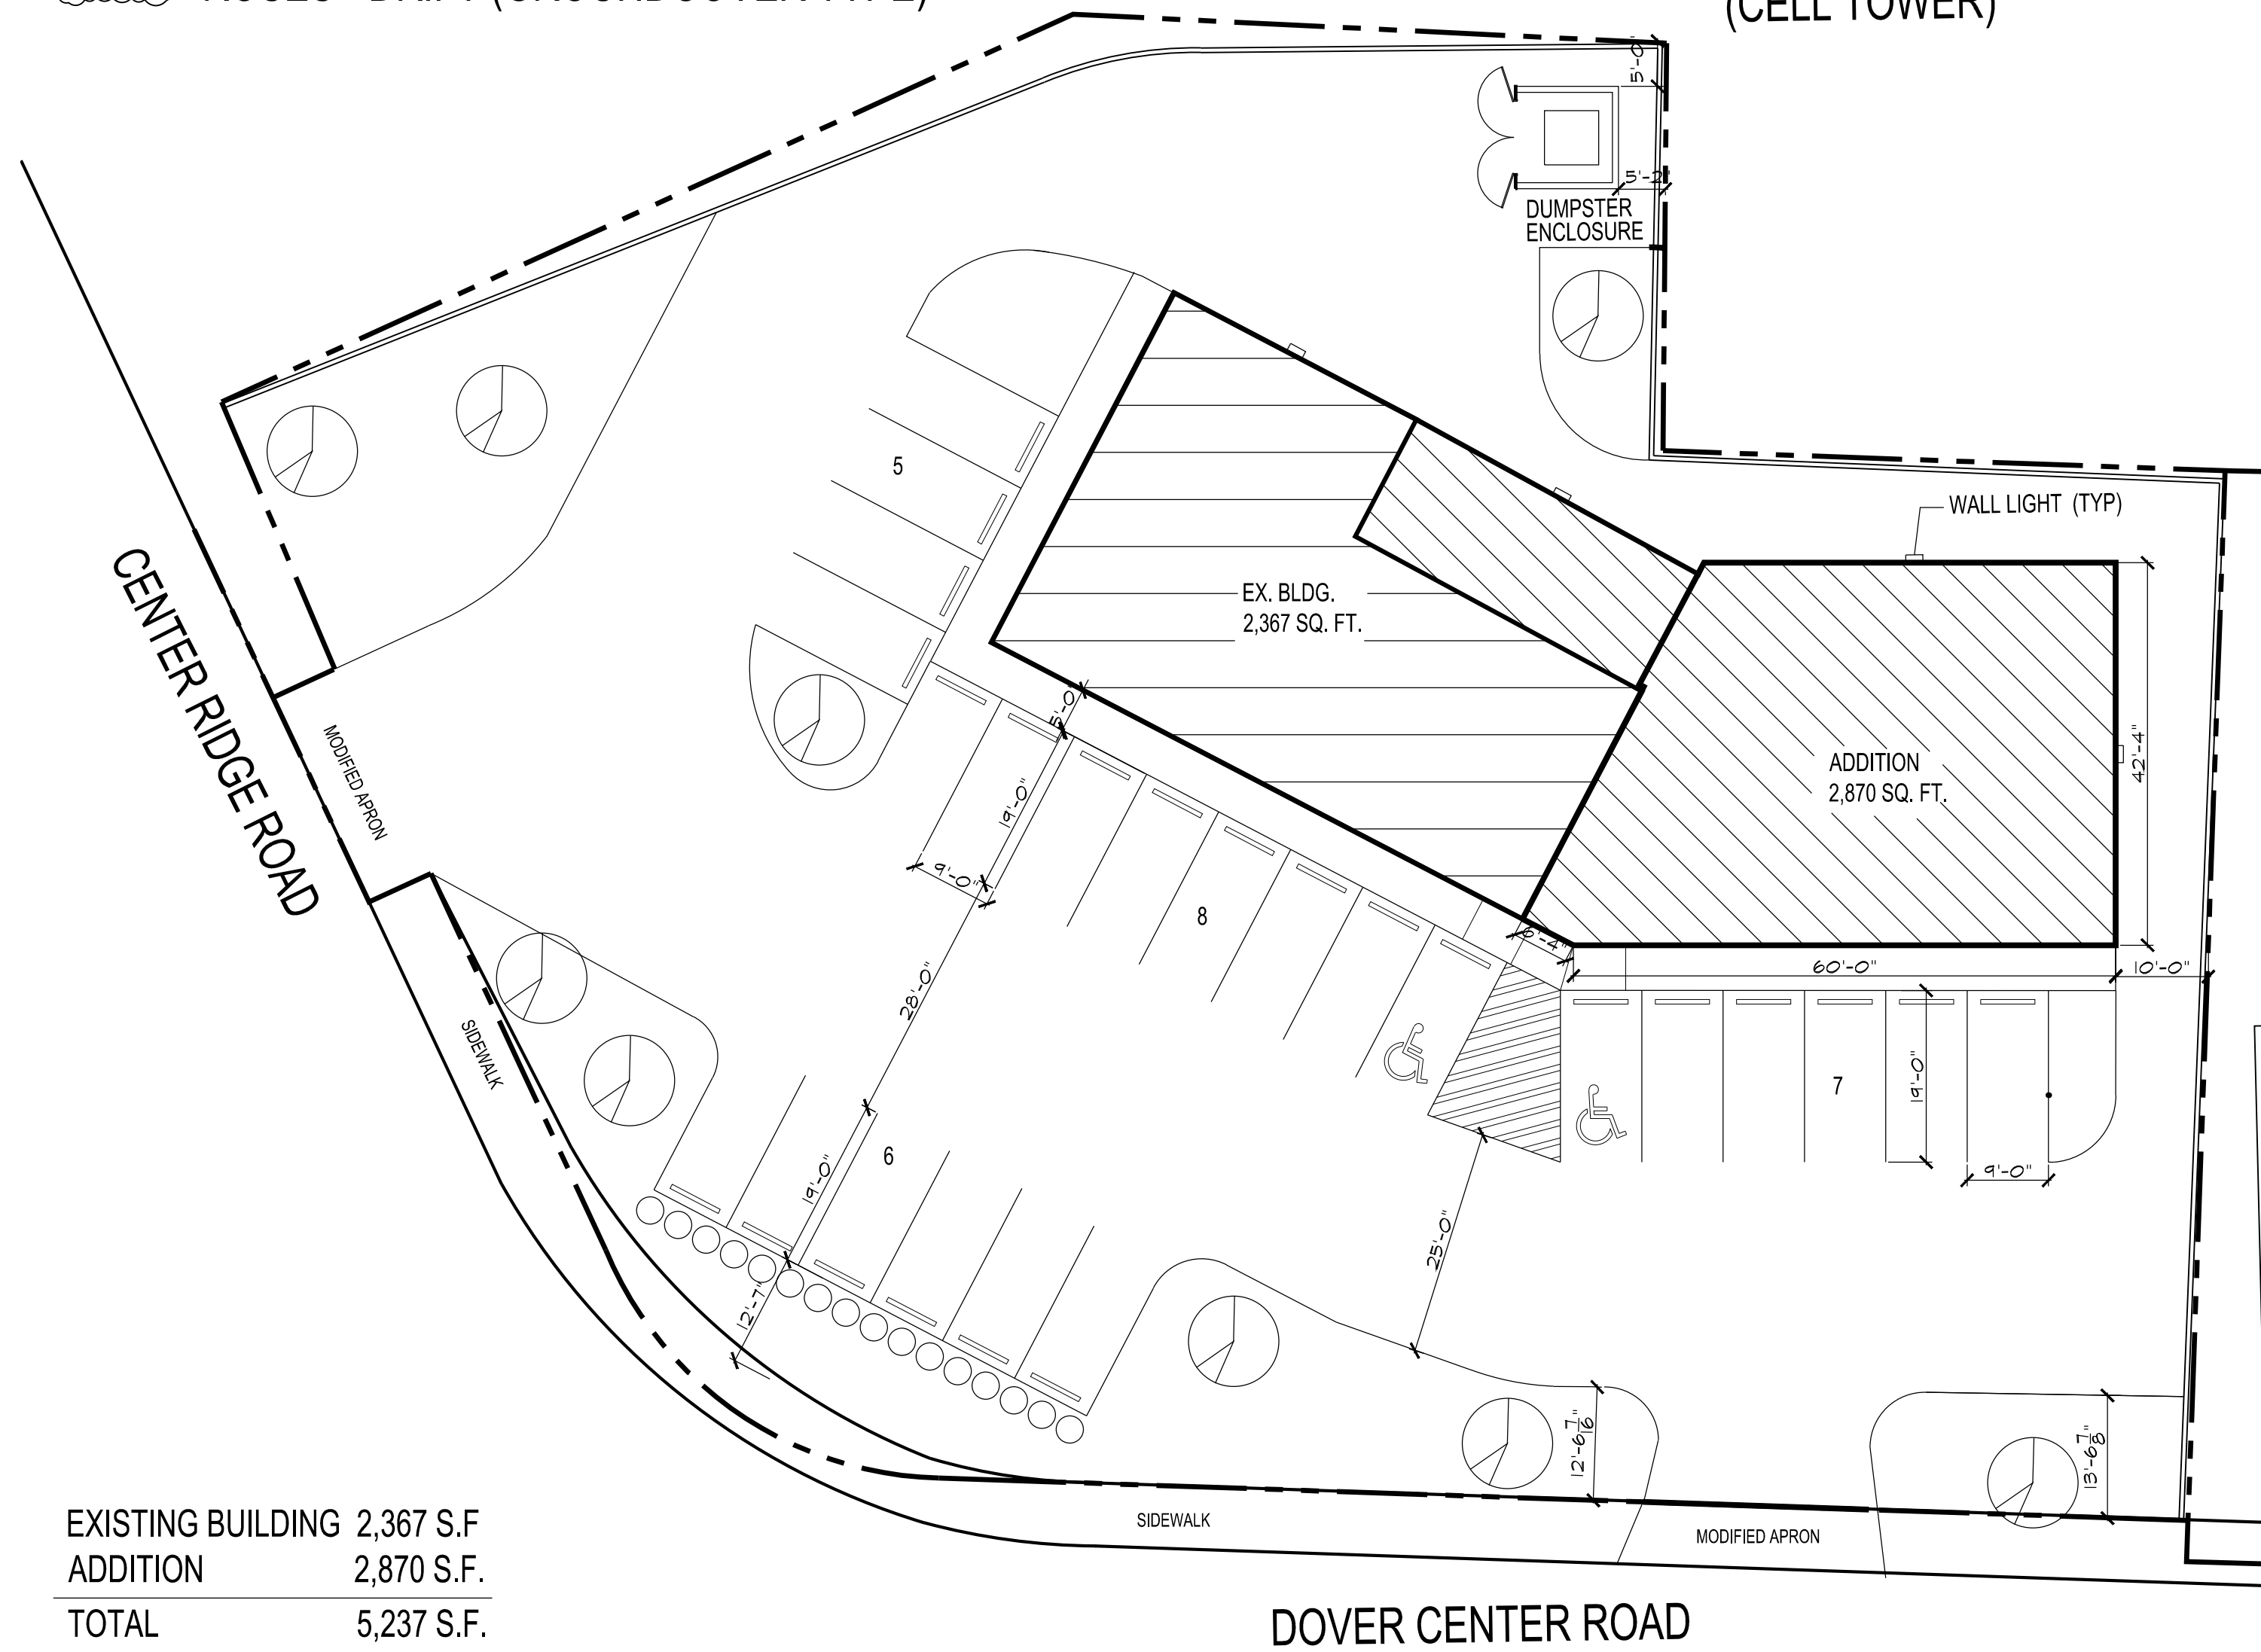 (CELL TOWER)
5'-0"
5'-2"
DUMPSTER
ENCLOSURE
WALL LIGHT (TYP)
5
EX. BLDG.
2,367 SQ. FT.
CENTER RIDGE ROAD
MODIFIED APRON
5'-0"
42'-4"
ADDITION
2,870 SQ. FT.
19'-0"
9'-0"
8
6'-4"
60'-0"
10'-0"
28'-0"
SIDEWALK
19'-0"
7
6
19'-0"
9'-0"
25'-0"
12'-7"
12'-6 7/16"
13'-6 7/8"
SIDEWALK
MODIFIED APRON
EXISTING BUILDING 2,367 S.F
ADDITION 2,870 S.F.
TOTAL 5,237 S.F.
DOVER CENTER ROAD